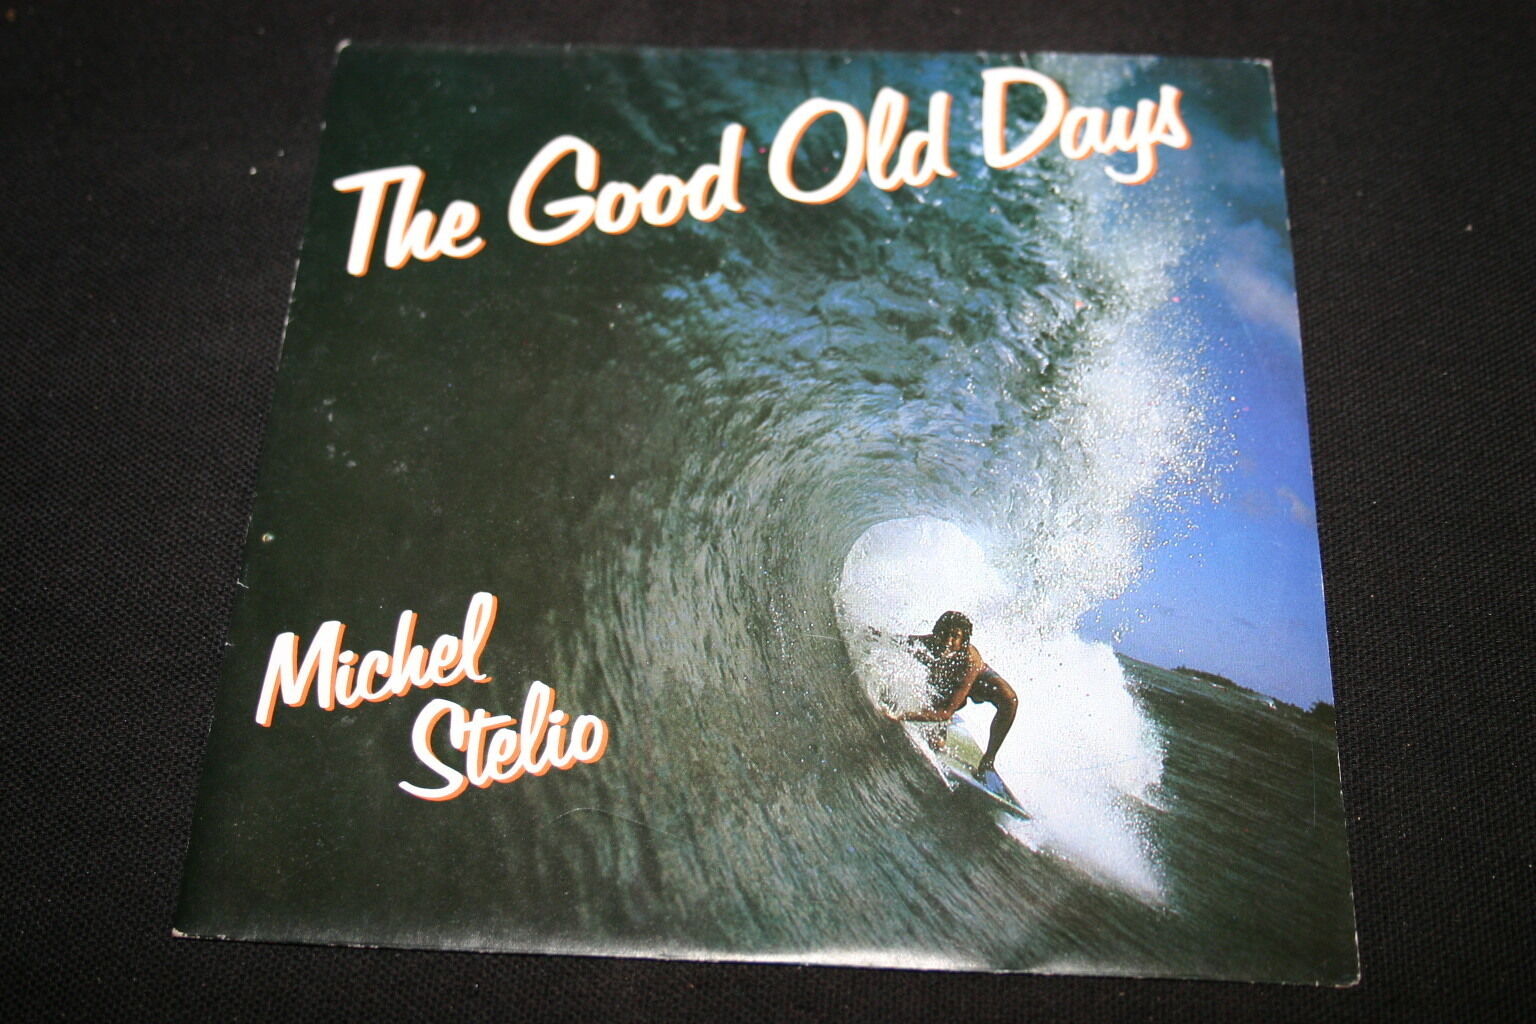 The Good Old Days
Michel
Stelio